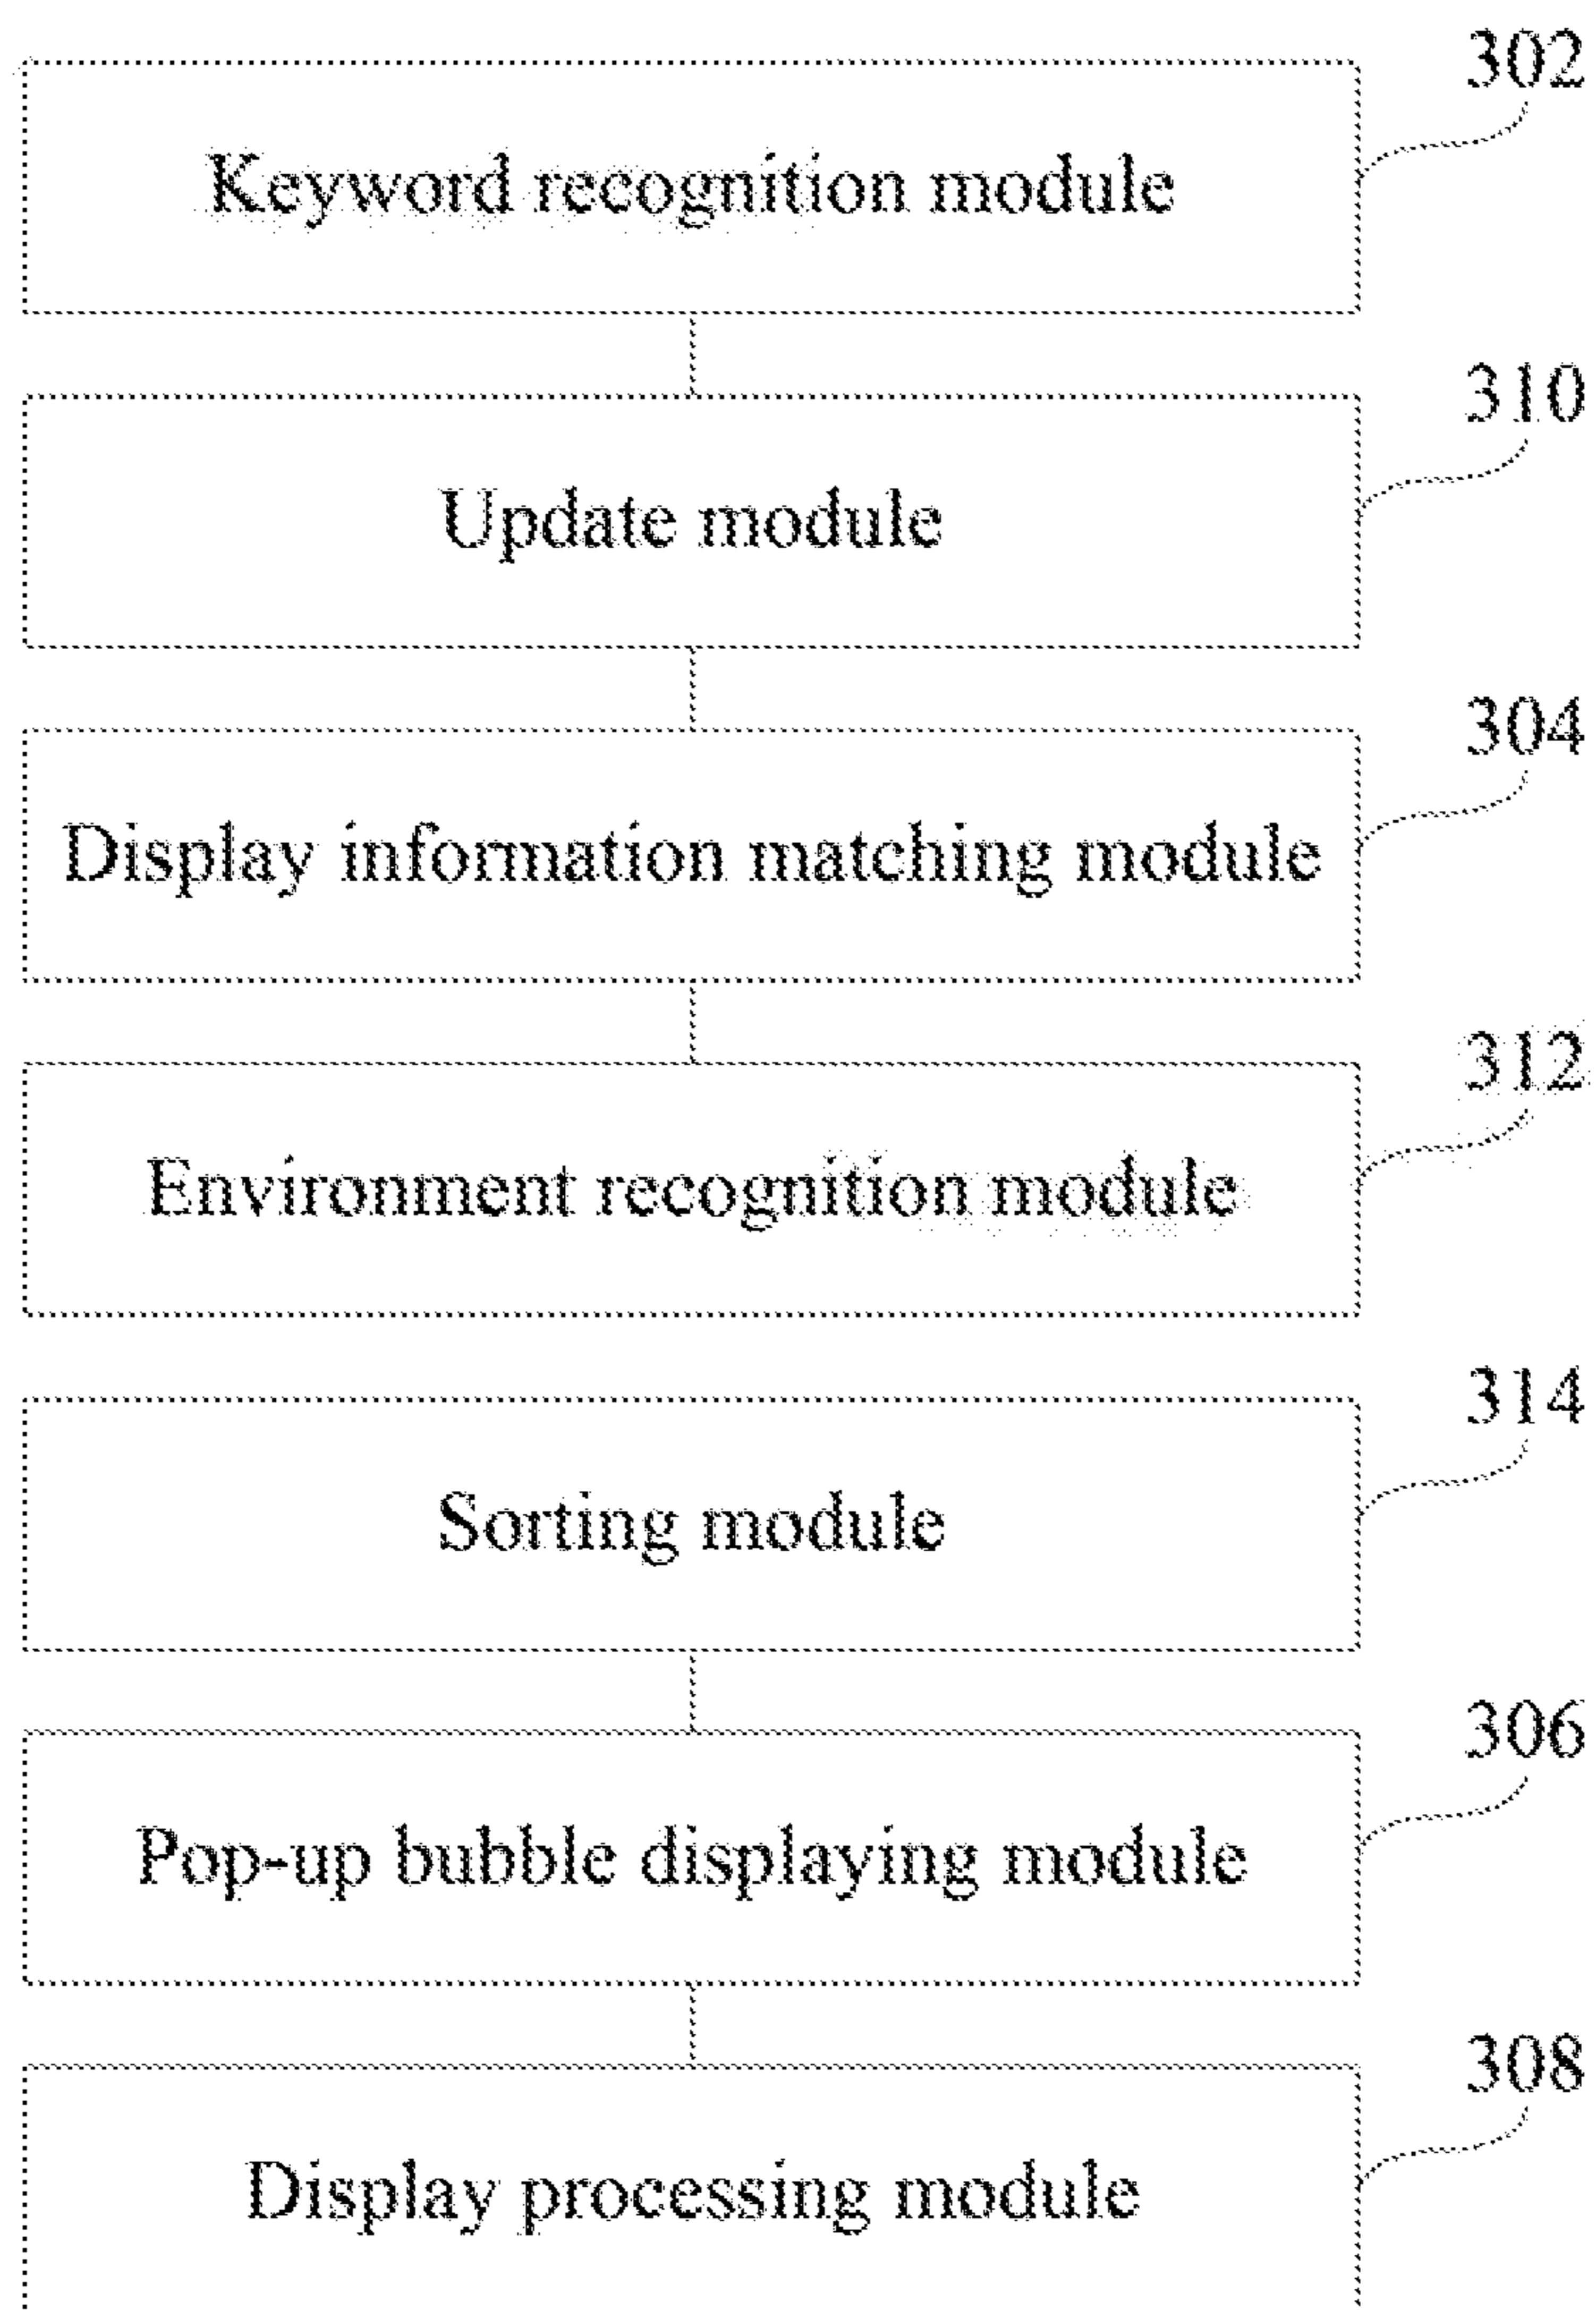 302
Keyword recognition module
310
Update module
304
Display information matching module
312
Environment recognition module
314
Sorting module
306
Pop-up bubble displaying module
308
Display processing module